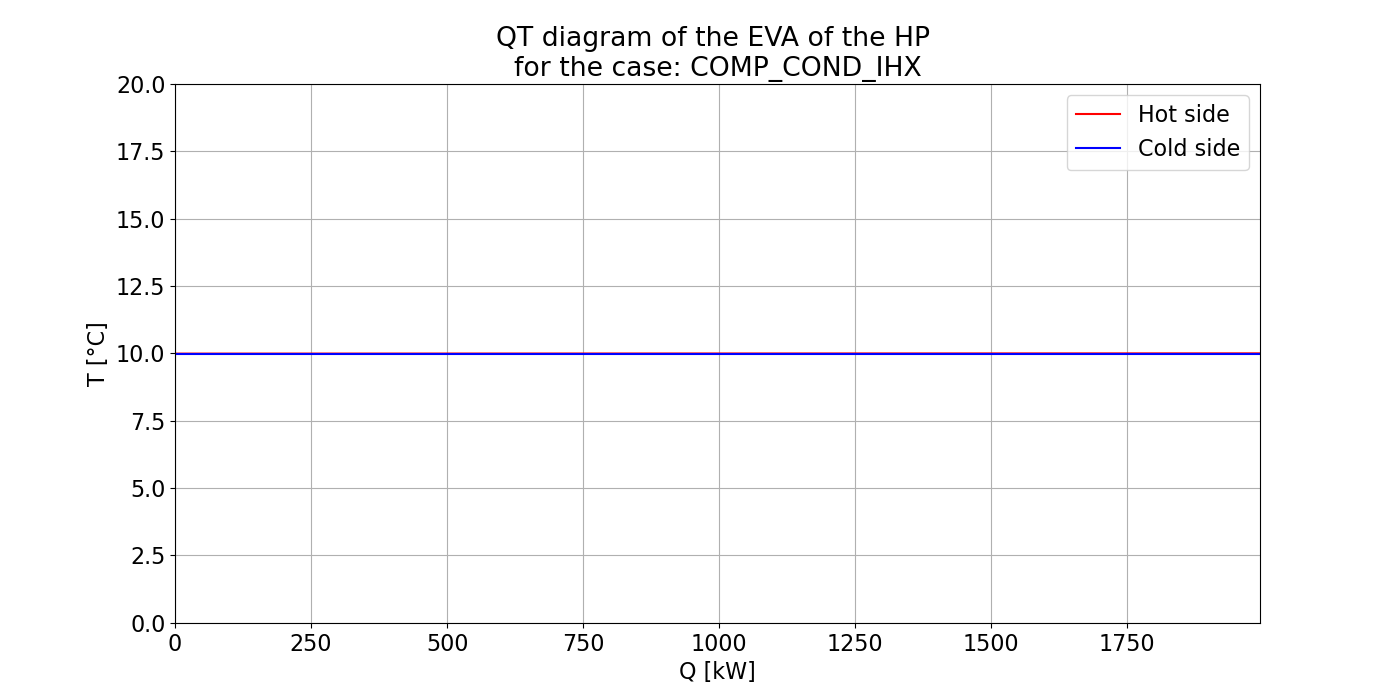 QT diagram of the EVA of the HP
for the case: COMP_COND_IHX
20.0
17.5
15.0
12.5
10.0
7.5
5.0
2.5
0.0
T [°C]
Hot side
Cold side
0 250 500 750 1000 1250 1500 1750
Q [kW]